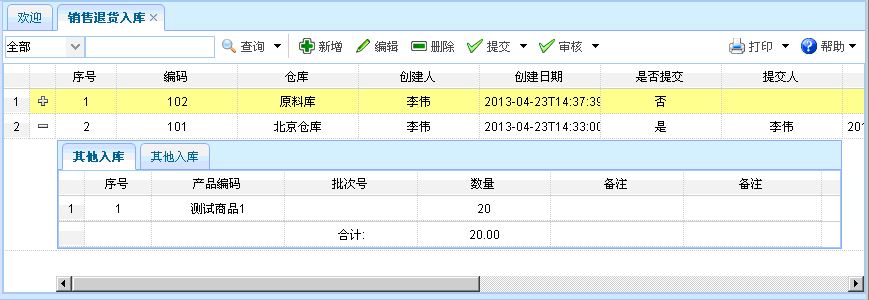 欢迎 销售退货入库
全部 查询 新增 编辑 删除 提交 审核 打印 帮助
序号 编码 仓库 创建人 创建日期 是否提交 提交人
1 1 102 原料库 李伟 2013-04-23T14:37:39 否
2 2 101 北京仓库 李伟 2013-04-23T14:33:00 是 李伟 201
其他入库 其他入库
序号 产品编码 批次号 数量 备注 备注
1 1 测试商品1 20
合计: 20.00